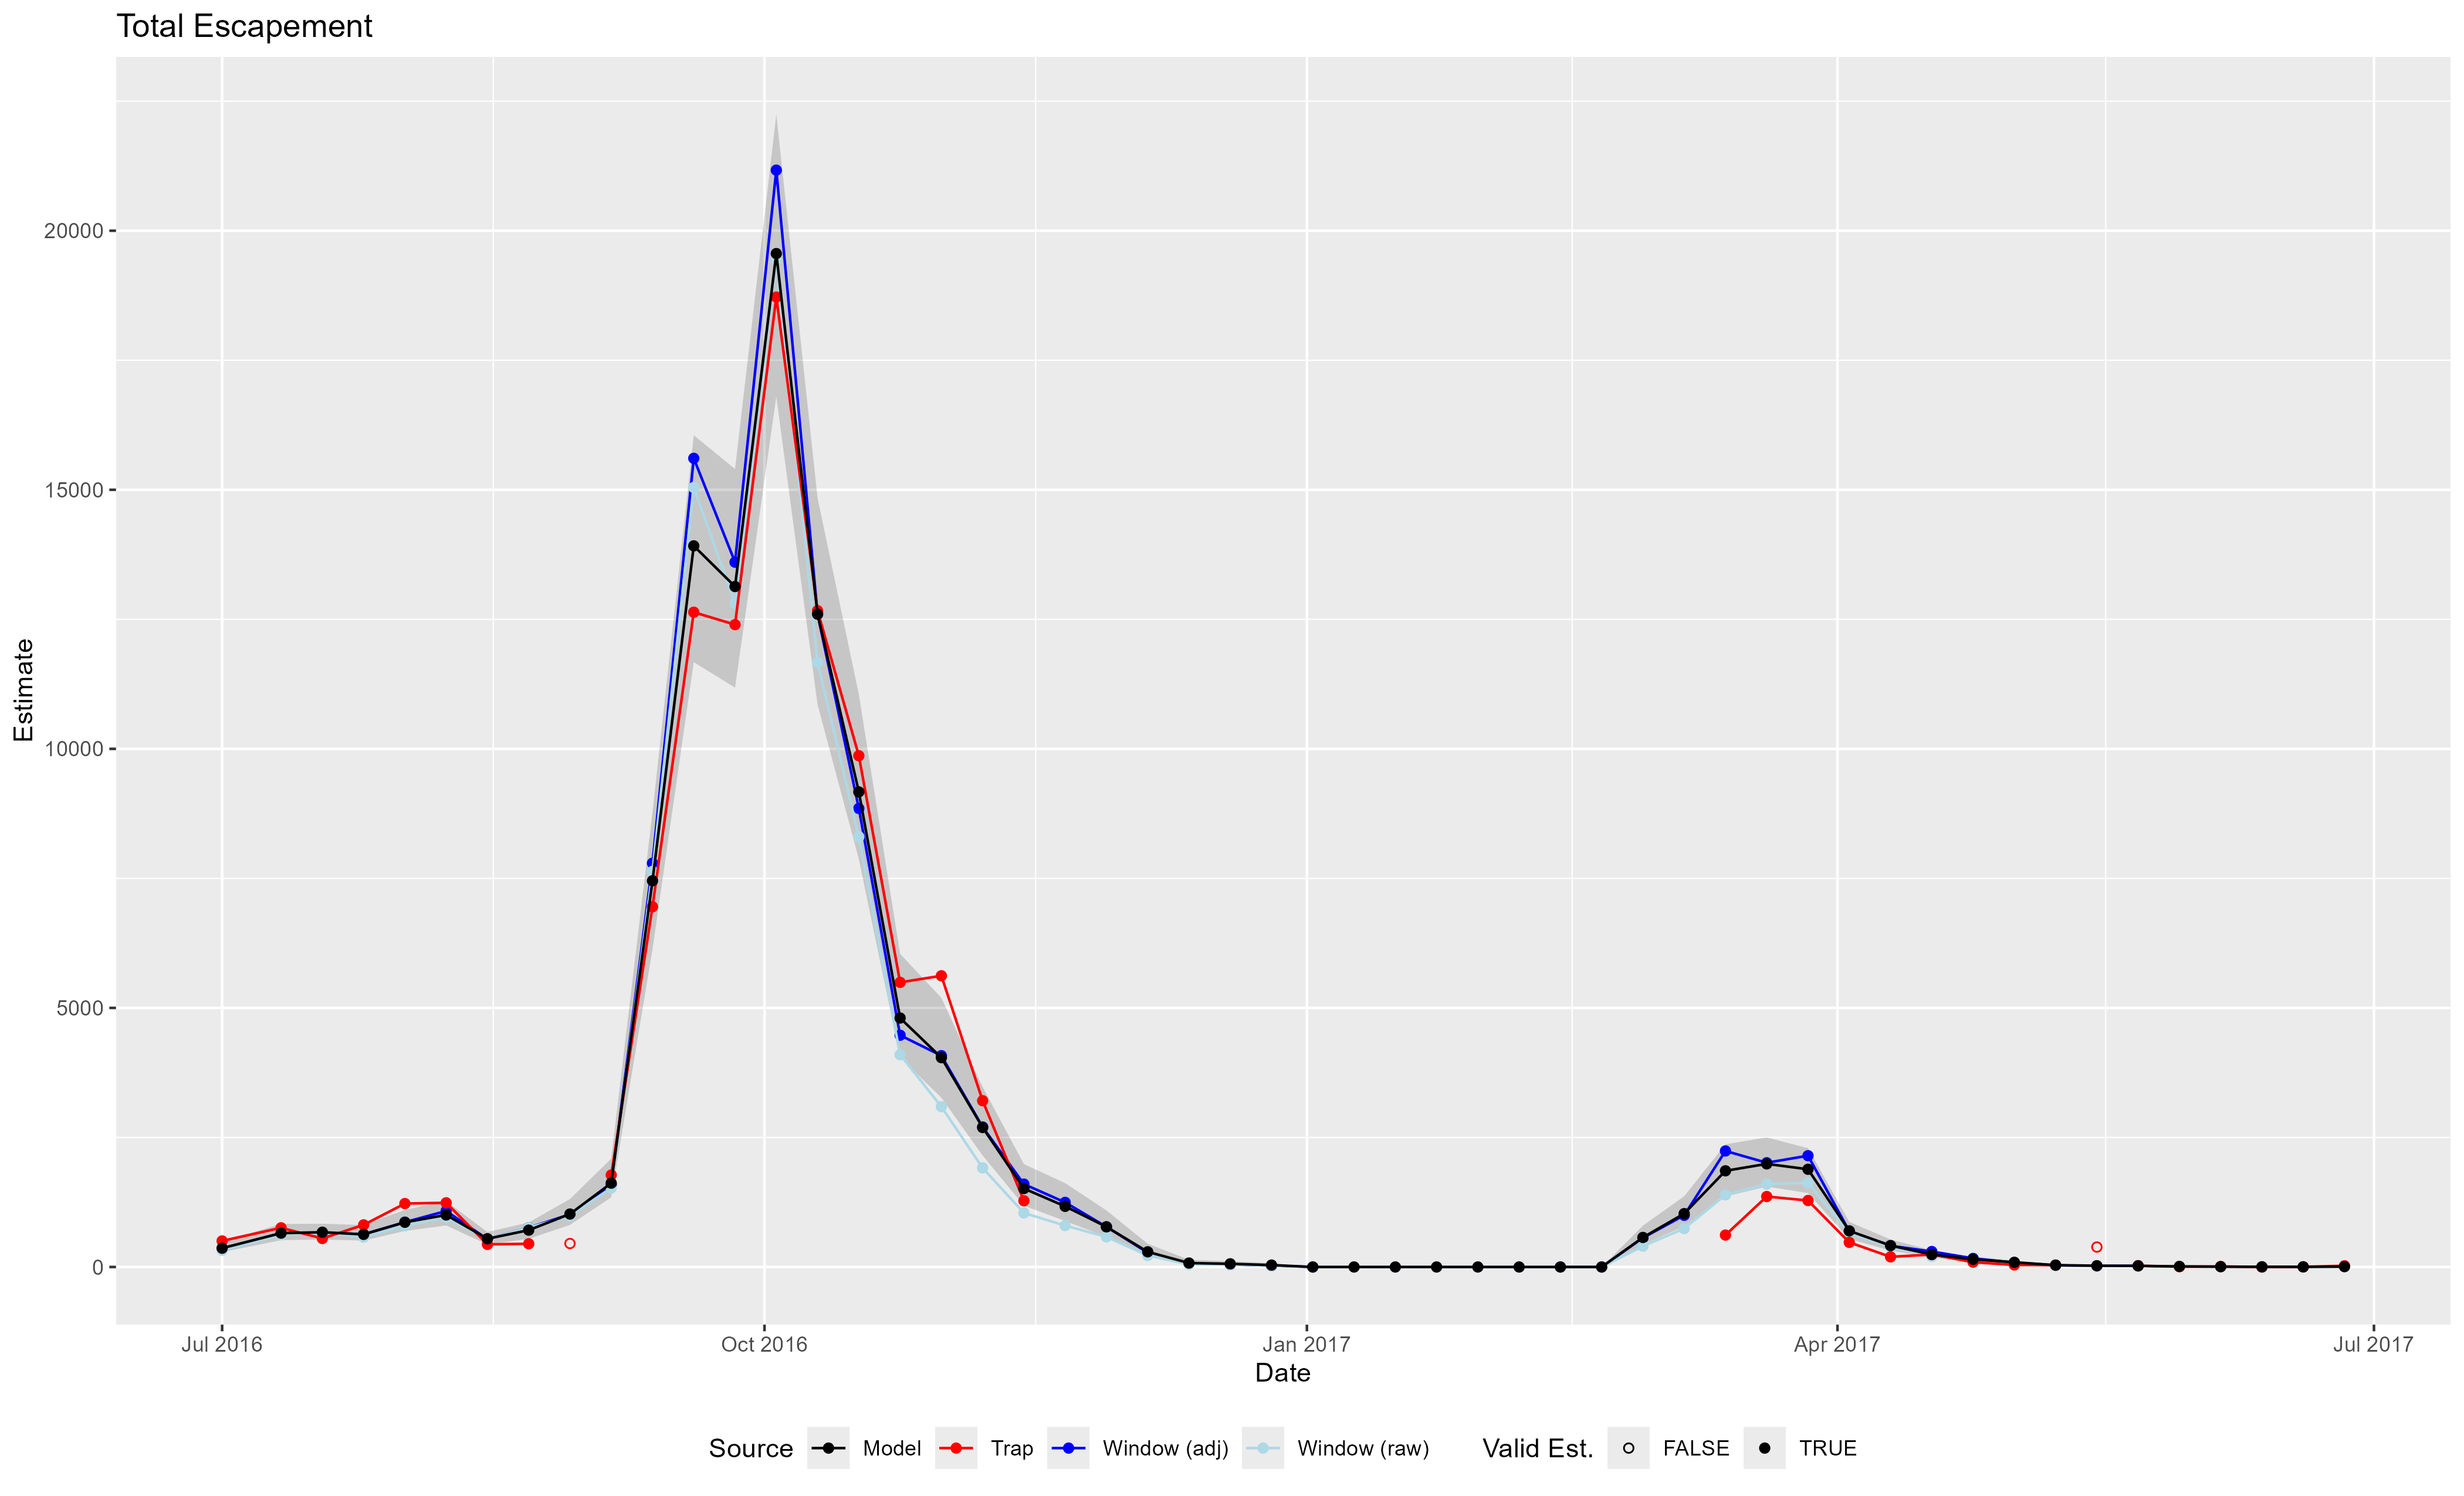 Total Escapement
Estimate
20000
15000
10000
5000
0
Jul 2016 Oct 2016 Jan 2017 Apr 2017 Jul 2017
Date
Source Model Trap Window (adj) Window (raw) Valid Est. FALSE TRUE